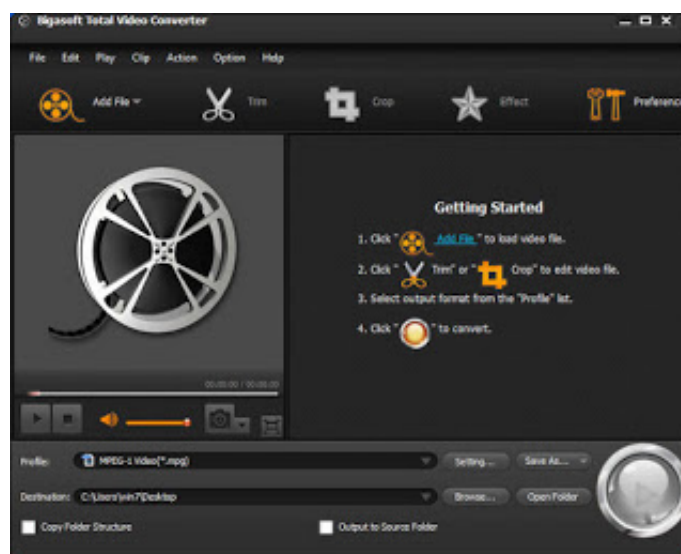 Bigasoft Total Video Converter
File Edit Play Clip Action Option Help
Add File Trim Crop Effect Preferenc
Getting Started
1. Click " Add File " to load video file.
2. Click " Trim" or " Crop" to edit video file.
3. Select output format from the "Profile" list.
4. Click " " to convert.
00:00:00 / 00:00:00
Profile: MPEG-1 Video(*.mpg) Setting... Save As...
Destination: C:\Users\win7\Desktop Browse... Open Folder
Copy Folder Structure Output to Source Folder